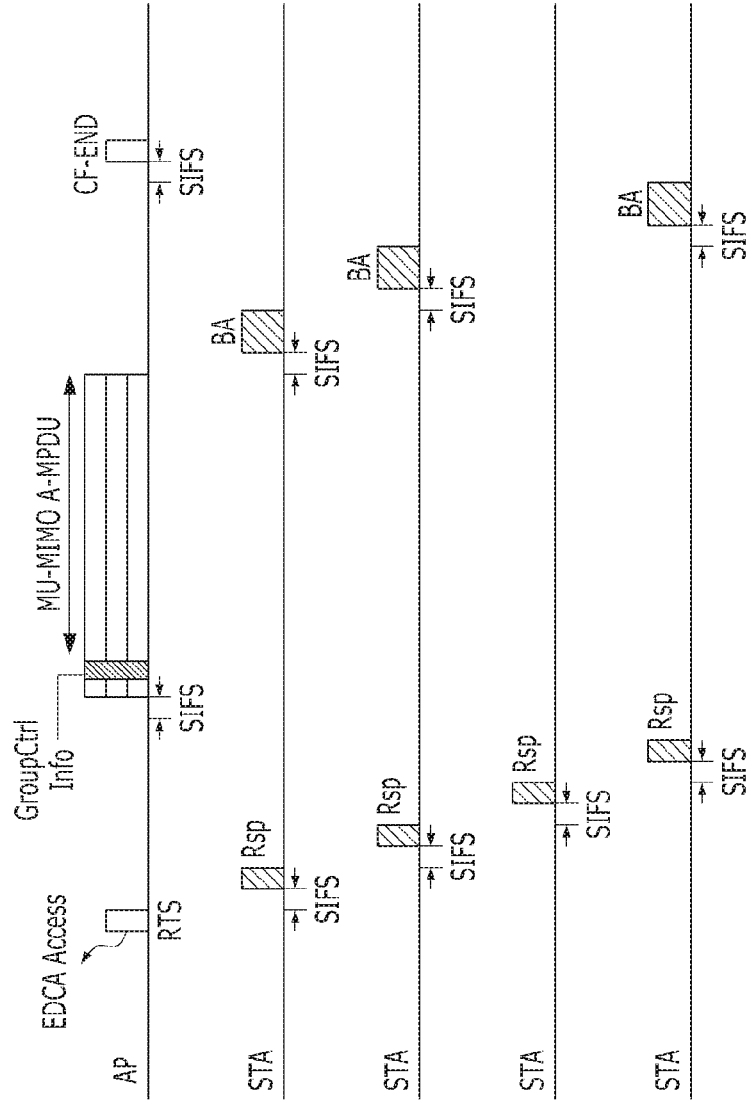 EDCA Access
GroupCtrl
Info
MU-MIMO A-MPDU
CF-END
AP
RTS
SIFS
SIFS
STA
Rsp
BA
SIFS
SIFS
STA
Rsp
BA
SIFS
SIFS
STA
Rsp
SIFS
STA
Rsp
BA
SIFS
SIFS